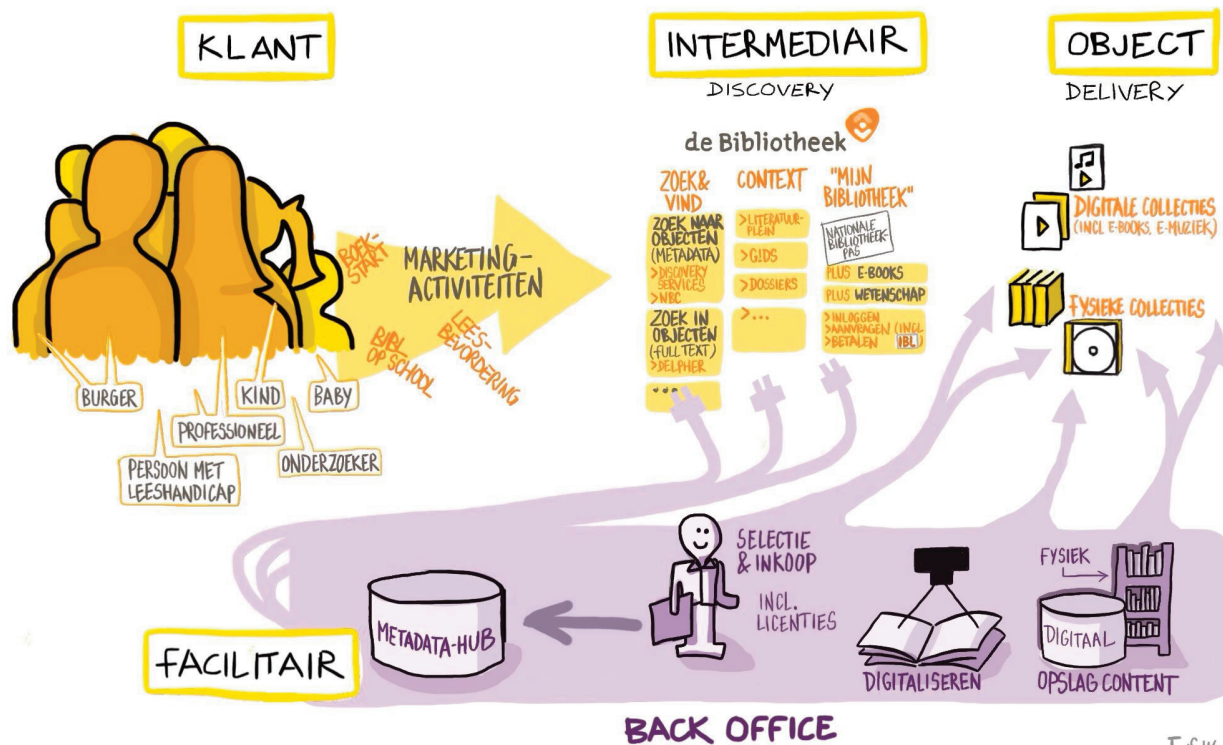 KLANT
INTERMEDIAIR
DISCOVERY
OBJECT
DELIVERY
de Bibliotheek
BOEK-
START
MARKETING-
ACTIVITEITEN
BIBL
OP SCHOOL
LEES-
BEVORDERING
BURGER
PROFESSIONEEL
KIND
BABY
PERSOON MET
LEESHANDICAP
ONDERZOEKER
ZOEK&
VIND
ZOEK NAAR
OBJECTEN
(METADATA)
>DISCOVERY
SERVICES
>NBC
ZOEK IN
OBJECTEN
(FULL TEXT)
>DELPHER
...
CONTEXT
>LITERATUUR-
PLEIN
>G!DS
>DOSSIERS
>...
"MIJN
BIBLIOTHEEK"
NATIONALE
BIBLIOTHEEK-
PAS
PLUS E-BOOKS
PLUS WETENSCHAP
>INLOGGEN
>AANVRAGEN (INCL
>BETALEN IBL)
DIGITALE COLLECTIES
(INCL E-BOOKS, E-MUZIEK)
FYSIEKE COLLECTIES
FACILITAIR
METADATA-HUB
SELECTIE
& INKOOP
INCL.
LICENTIES
DIGITALISEREN
FYSIEK
DIGITAAL
OPSLAG CONTENT
BACK OFFICE